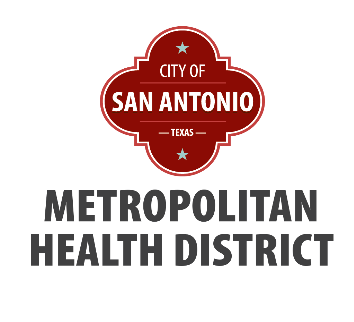 CITY OF
SAN ANTONIO
— TEXAS —
METROPOLITAN
HEALTH DISTRICT